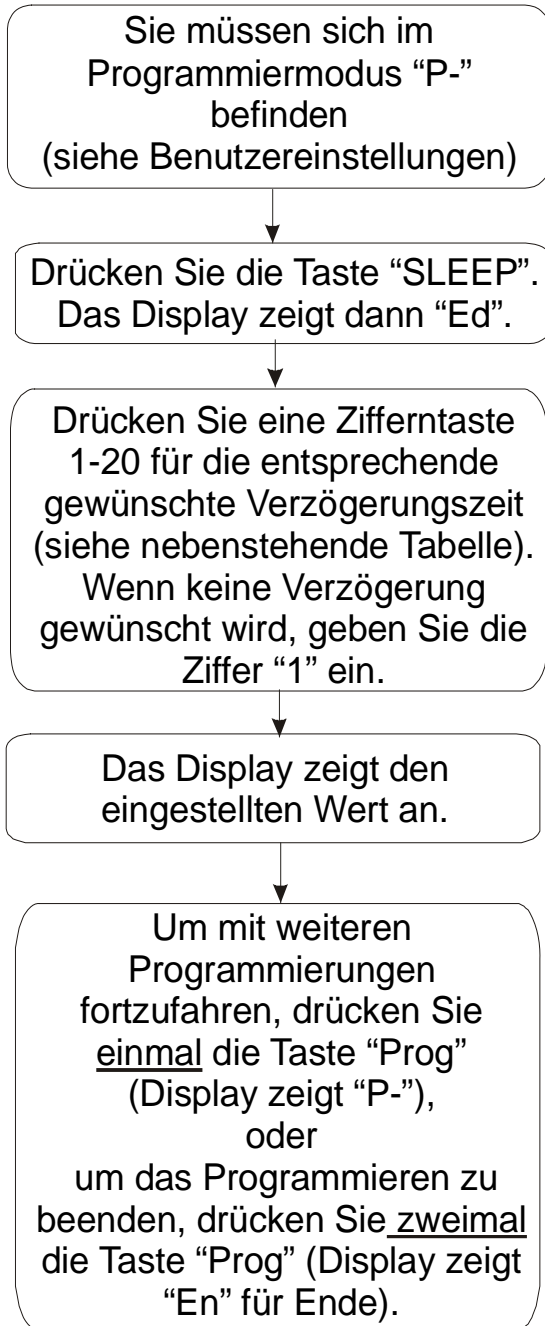 Sie müssen sich im
Programmiermodus “P-”
befinden
(siehe Benutzereinstellungen)
Drücken Sie die Taste “SLEEP”.
Das Display zeigt dann “Ed”.
Drücken Sie eine Zifferntaste
1-20 für die entsprechende
gewünschte Verzögerungszeit
(siehe nebenstehende Tabelle).
Wenn keine Verzögerung
gewünscht wird, geben Sie die
Ziffer “1” ein.
Das Display zeigt den
eingestellten Wert an.
Um mit weiteren
Programmierungen
fortzufahren, drücken Sie
einmal die Taste “Prog”
(Display zeigt “P-”),
oder
um das Programmieren zu
beenden, drücken Sie zweimal
die Taste “Prog” (Display zeigt
“En” für Ende).